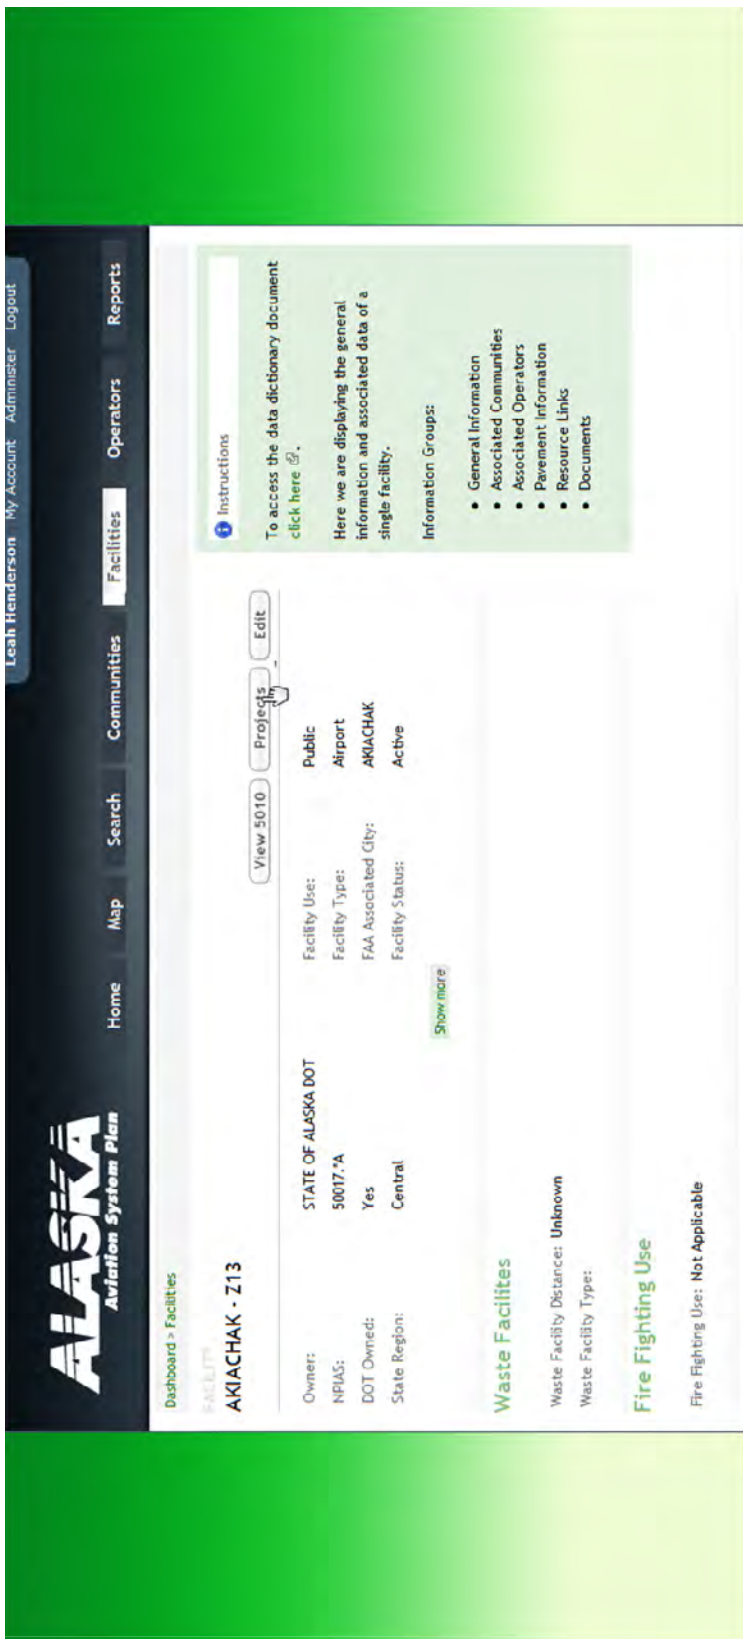 Leah Henderson My Account Administer Logout
ALASKA
Aviation System Plan
Home Map Search Communities Facilities Operators Reports
Dashboard > Facilities
FACILITY
AKIACHAK - Z13
View 5010 Projects Edit
Owner: STATE OF ALASKA DOT Facility Use: Public
NPIAS: 50017.*A Facility Type: Airport
DOT Owned: Yes FAA Associated City: AKIACHAK
State Region: Central Facility Status: Active
Show more
Waste Facilites
Waste Facility Distance: Unknown
Waste Facility Type:
Fire Fighting Use
Fire Fighting Use: Not Applicable
Instructions
To access the data dictionary document
click here.
Here we are displaying the general
information and associated data of a
single facility.
Information Groups:
• General Information
• Associated Communities
• Associated Operators
• Pavement Information
• Resource Links
• Documents